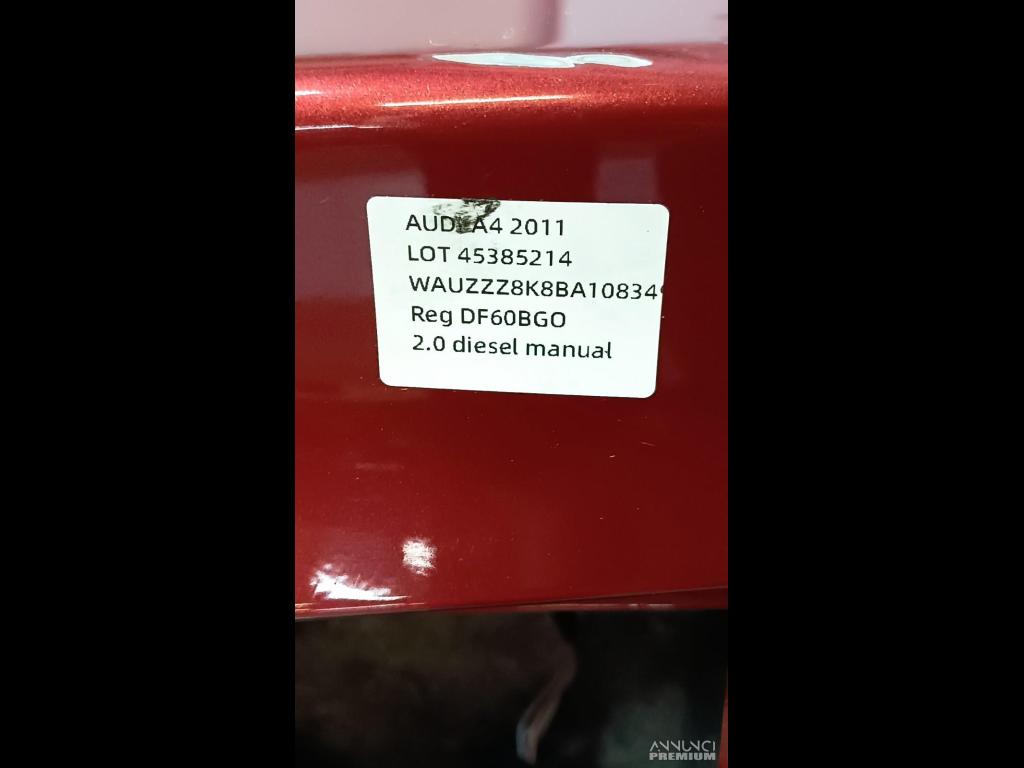 AUDI A4 2011
LOT 45385214
WAUZZZ8K8BA10834
Reg DF60BGO
2.0 diesel manual
ANNUNCI
PREMIUM